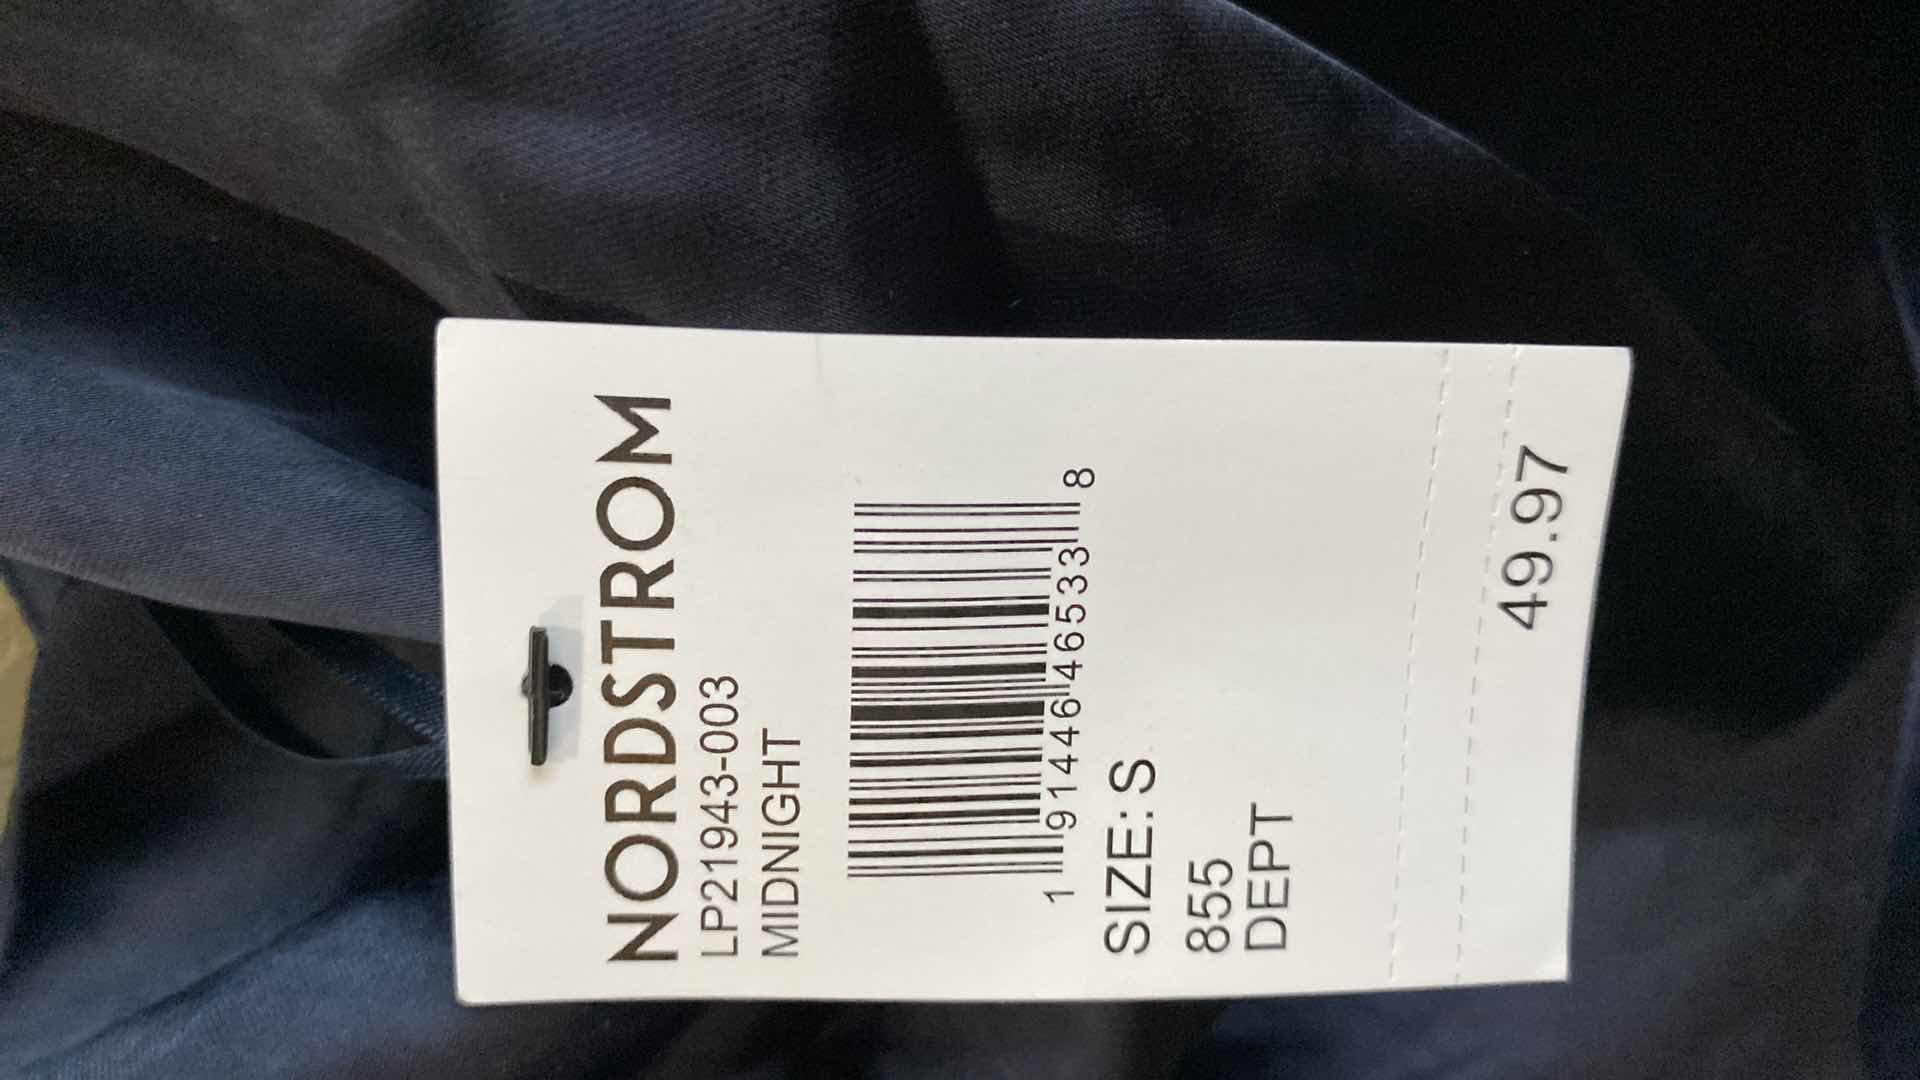 NORDSTROM
LP21943-003
MIDNIGHT
1 91446 46533 8
SIZE: S
855
DEPT
49.97